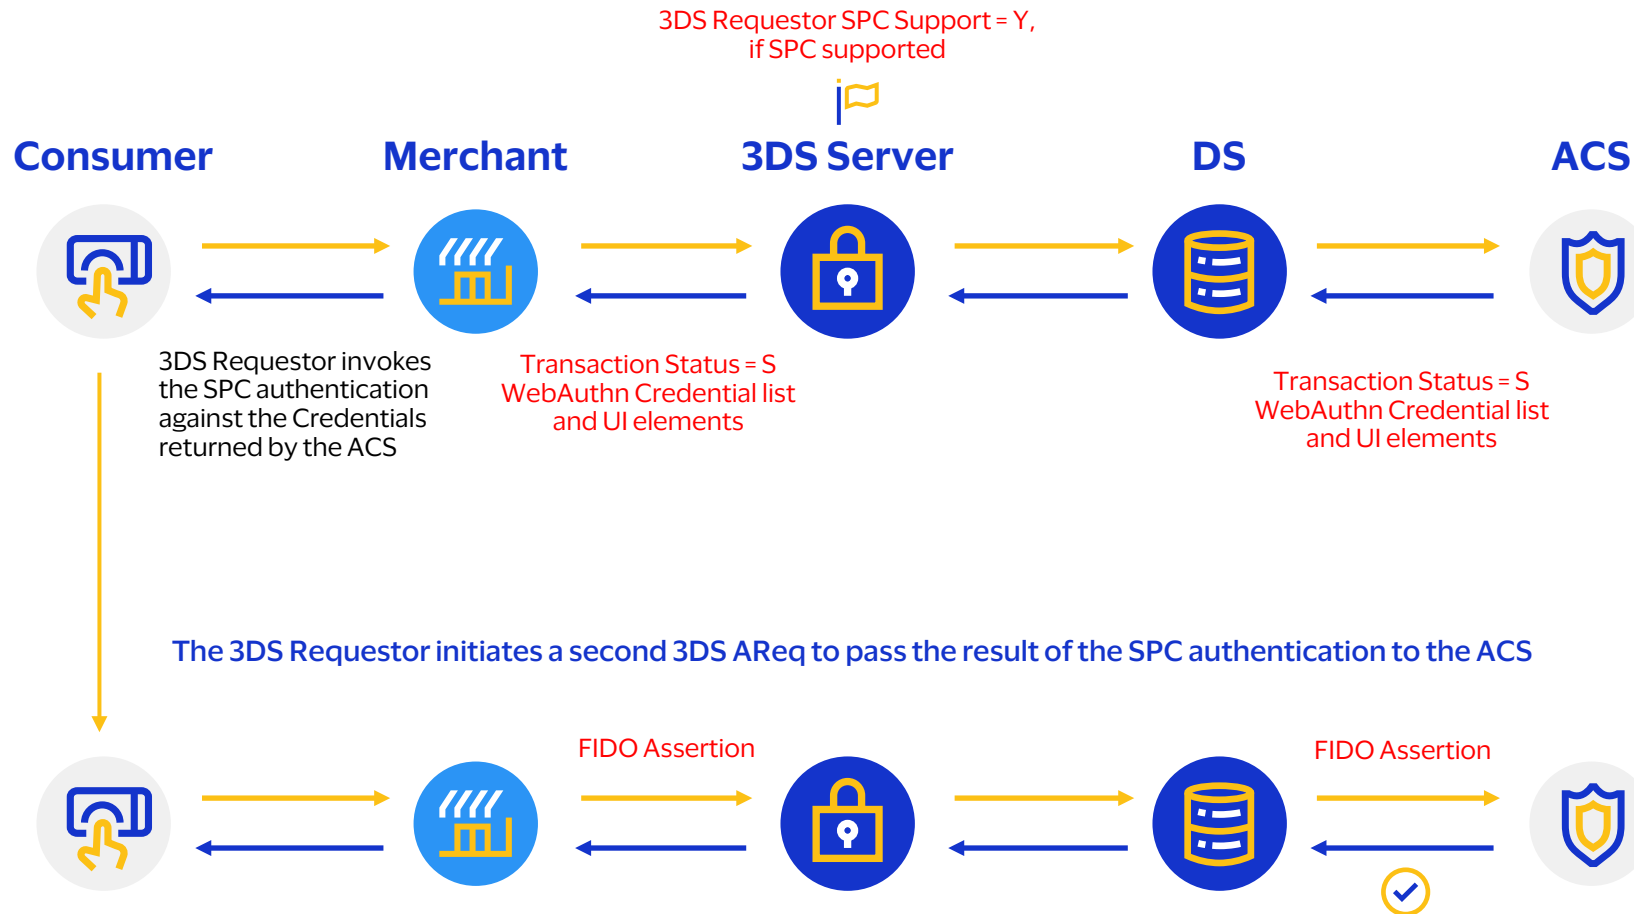 3DS Requestor SPC Support = Y,
if SPC supported
Consumer
Merchant
3DS Server
DS
ACS
3DS Requestor invokes
the SPC authentication
against the Credentials
returned by the ACS
Transaction Status = S
WebAuthn Credential list
and UI elements
Transaction Status = S
WebAuthn Credential list
and UI elements
The 3DS Requestor initiates a second 3DS AReq to pass the result of the SPC authentication to the ACS
FIDO Assertion
FIDO Assertion